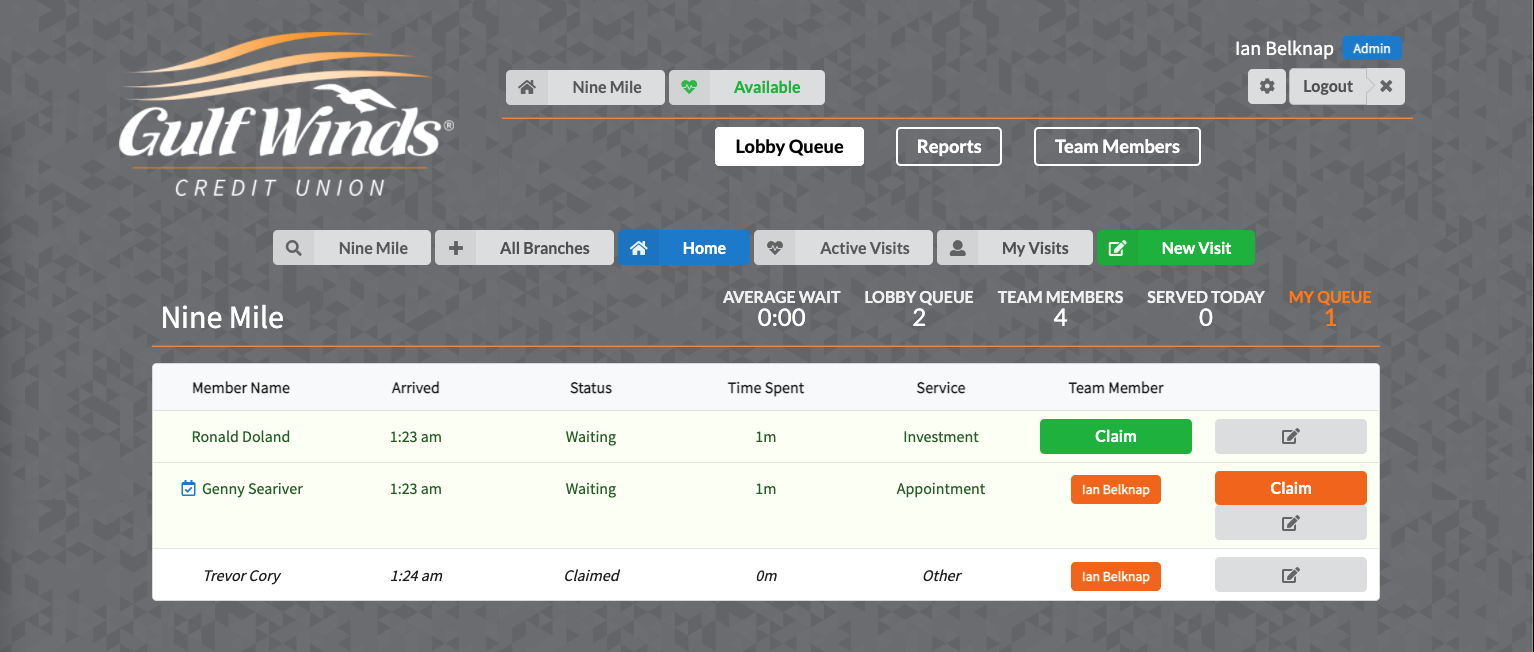 Gulf Winds®
CREDIT UNION
Ian Belknap Admin
Nine Mile Available Logout
Lobby Queue Reports Team Members
Nine Mile All Branches Home Active Visits My Visits New Visit
Nine Mile
AVERAGE WAIT LOBBY QUEUE TEAM MEMBERS SERVED TODAY MY QUEUE
0:00 2 4 0 1
Member Name Arrived Status Time Spent Service Team Member
Ronald Doland 1:23 am Waiting 1m Investment Claim
Genny Seariver 1:23 am Waiting 1m Appointment Ian Belknap Claim
Trevor Cory 1:24 am Claimed 0m Other Ian Belknap